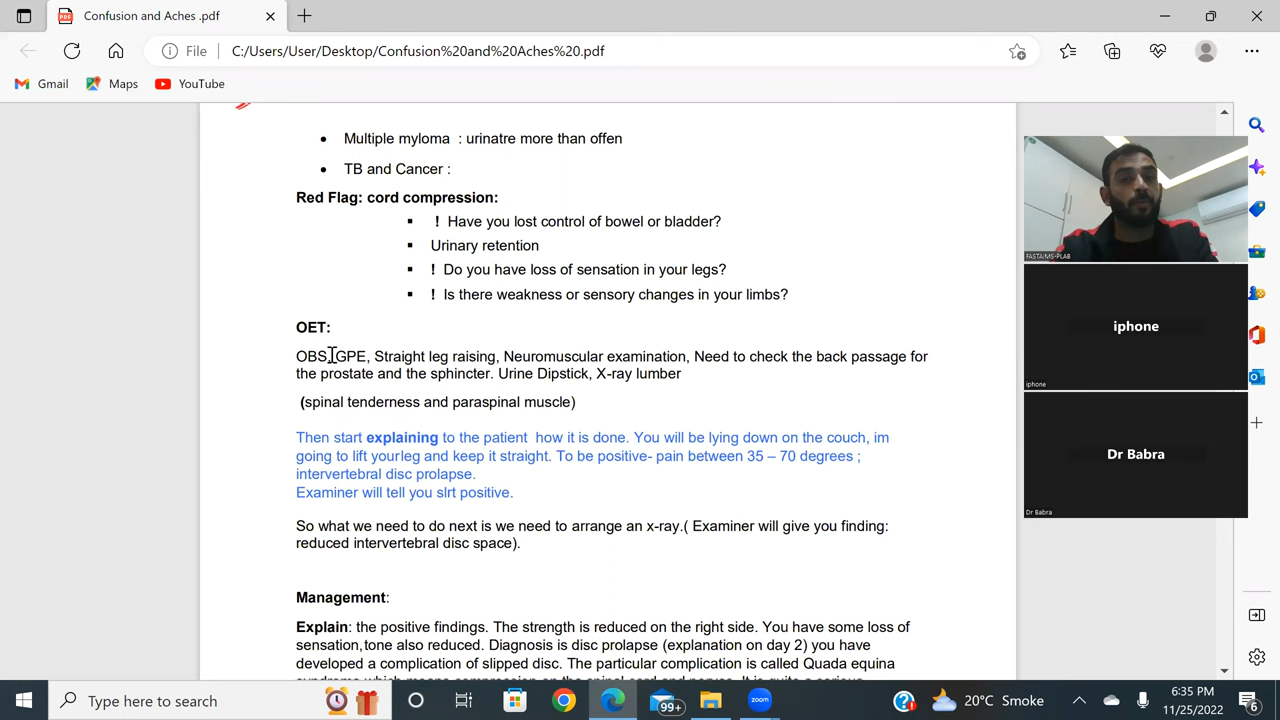 Confusion and Aches .pdf
File
C:/Users/User/Desktop/Confusion%20and%20Aches%20.pdf
Gmail
Maps
YouTube
• Multiple myloma : urinatre more than offen
• TB and Cancer :
Red Flag: cord compression:
▪ ! Have you lost control of bowel or bladder?
▪ Urinary retention
▪ ! Do you have loss of sensation in your legs?
▪ ! Is there weakness or sensory changes in your limbs?
OET:
OBS, GPE, Straight leg raising, Neuromuscular examination, Need to check the back passage for
the prostate and the sphincter. Urine Dipstick, X-ray lumber
(spinal tenderness and paraspinal muscle)
Then start explaining to the patient how it is done. You will be lying down on the couch, im
going to lift yourleg and keep it straight. To be positive- pain between 35 – 70 degrees ;
intervertebral disc prolapse.
Examiner will tell you slrt positive.
So what we need to do next is we need to arrange an x-ray.( Examiner will give you finding:
reduced intervertebral disc space).
Management:
Explain: the positive findings. The strength is reduced on the right side. You have some loss of
sensation,tone also reduced. Diagnosis is disc prolapse (explanation on day 2) you have
developed a complication of slipped disc. The particular complication is called Quada equina
FASTAIMS-PLAB
iphone
iphone
Dr Babra
Dr Babra
Type here to search
99+
zoom
20°C Smoke
6:35 PM
11/25/2022
6